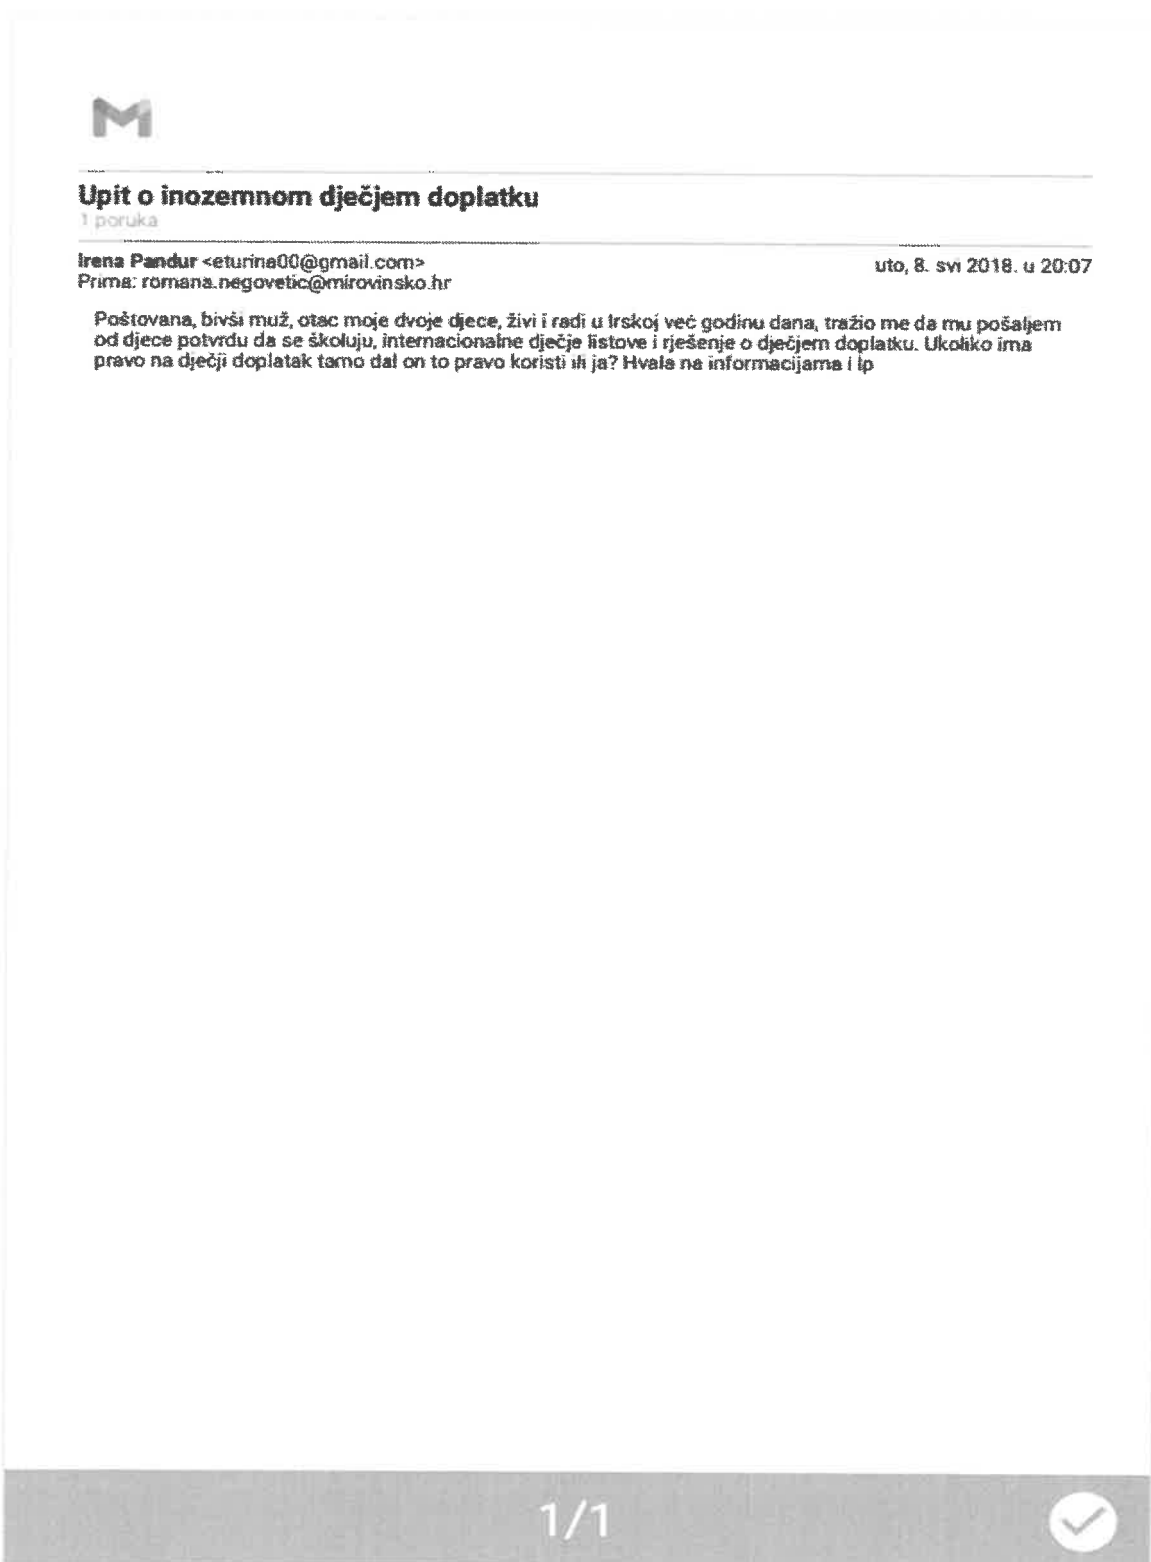 Upit o inozemnom dječjem doplatku
1 poruka
Irena Pandur <eturina00@gmail.com>
uto, 8. svi 2018. u 20:07
Prima: romana.negovetic@mirovinsko.hr
Poštovana, bivši muž, otac moje dvoje djece, živi i radi u Irskoj već godinu dana, tražio me da mu pošaljem
od djece potvrdu da se školuju, internacionalne dječje listove i rješenje o dječjem doplatku. Ukoliko ima
pravo na dječji doplatak tamo dal on to pravo koristi ili ja? Hvala na informacijama i lp
1/1